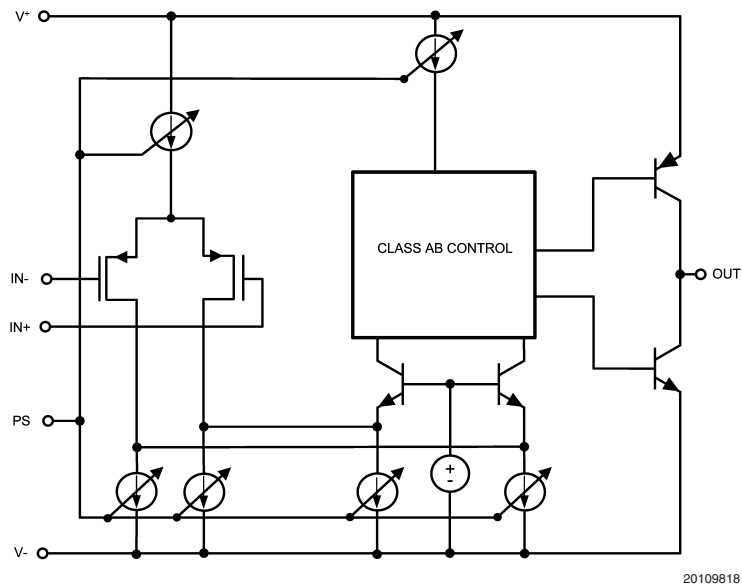 V+
IN-
IN+
PS
V-
CLASS AB CONTROL
OUT
+
-
20109818